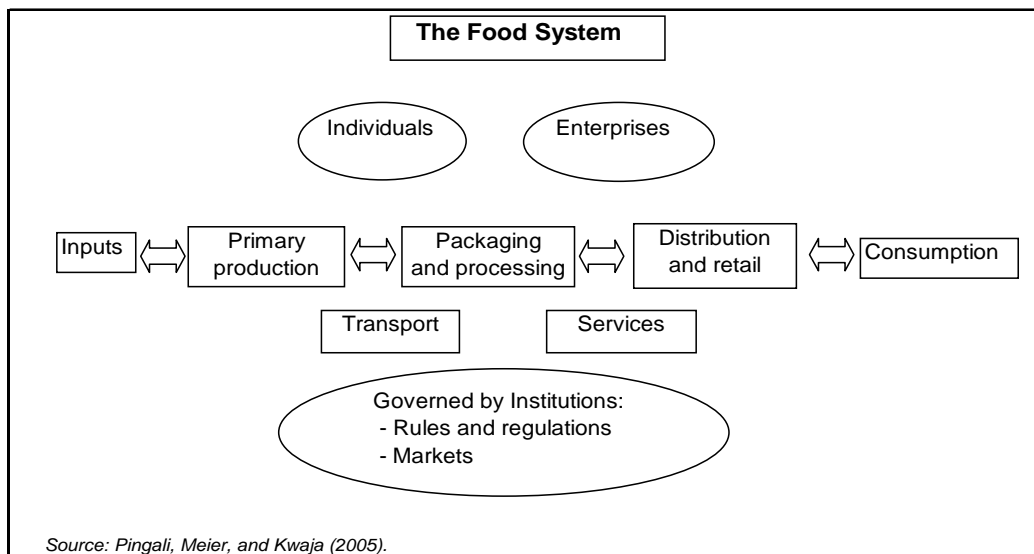 The Food System
Individuals
Enterprises
Inputs
Primary
production
Packaging
and processing
Distribution
and retail
Consumption
Transport
Services
Governed by Institutions:
- Rules and regulations
- Markets
Source: Pingali, Meier, and Kwaja (2005).